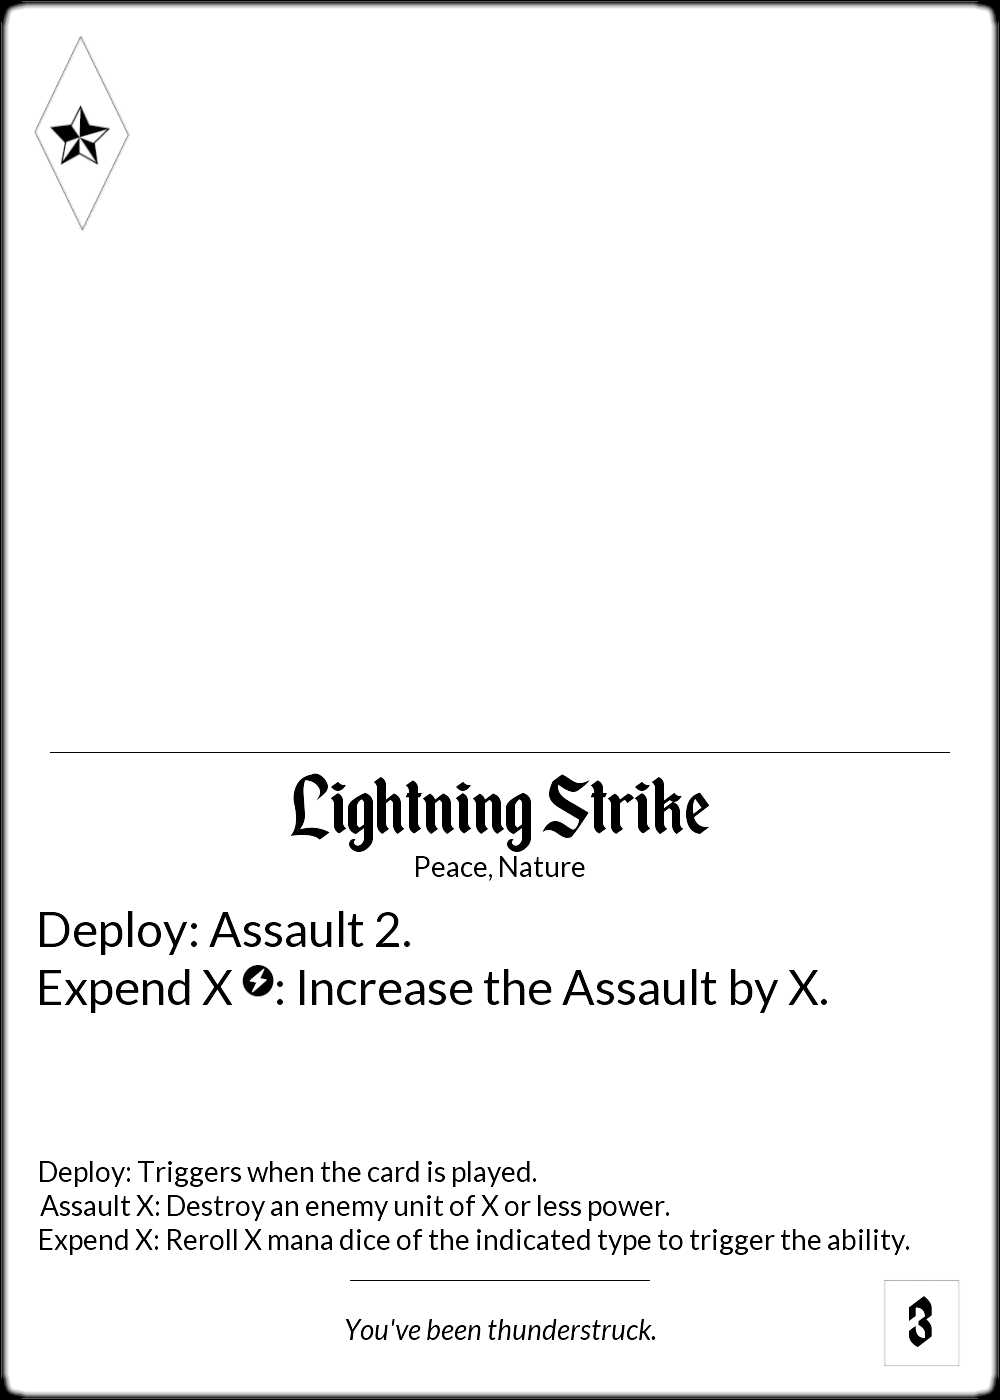 Lightning Strike
Peace, Nature
Deploy: Assault 2.
Expend X : Increase the Assault by X.
Deploy: Triggers when the card is played.
Assault X: Destroy an enemy unit of X or less power.
Expend X: Reroll X mana dice of the indicated type to trigger the ability.
You've been thunderstruck.
3